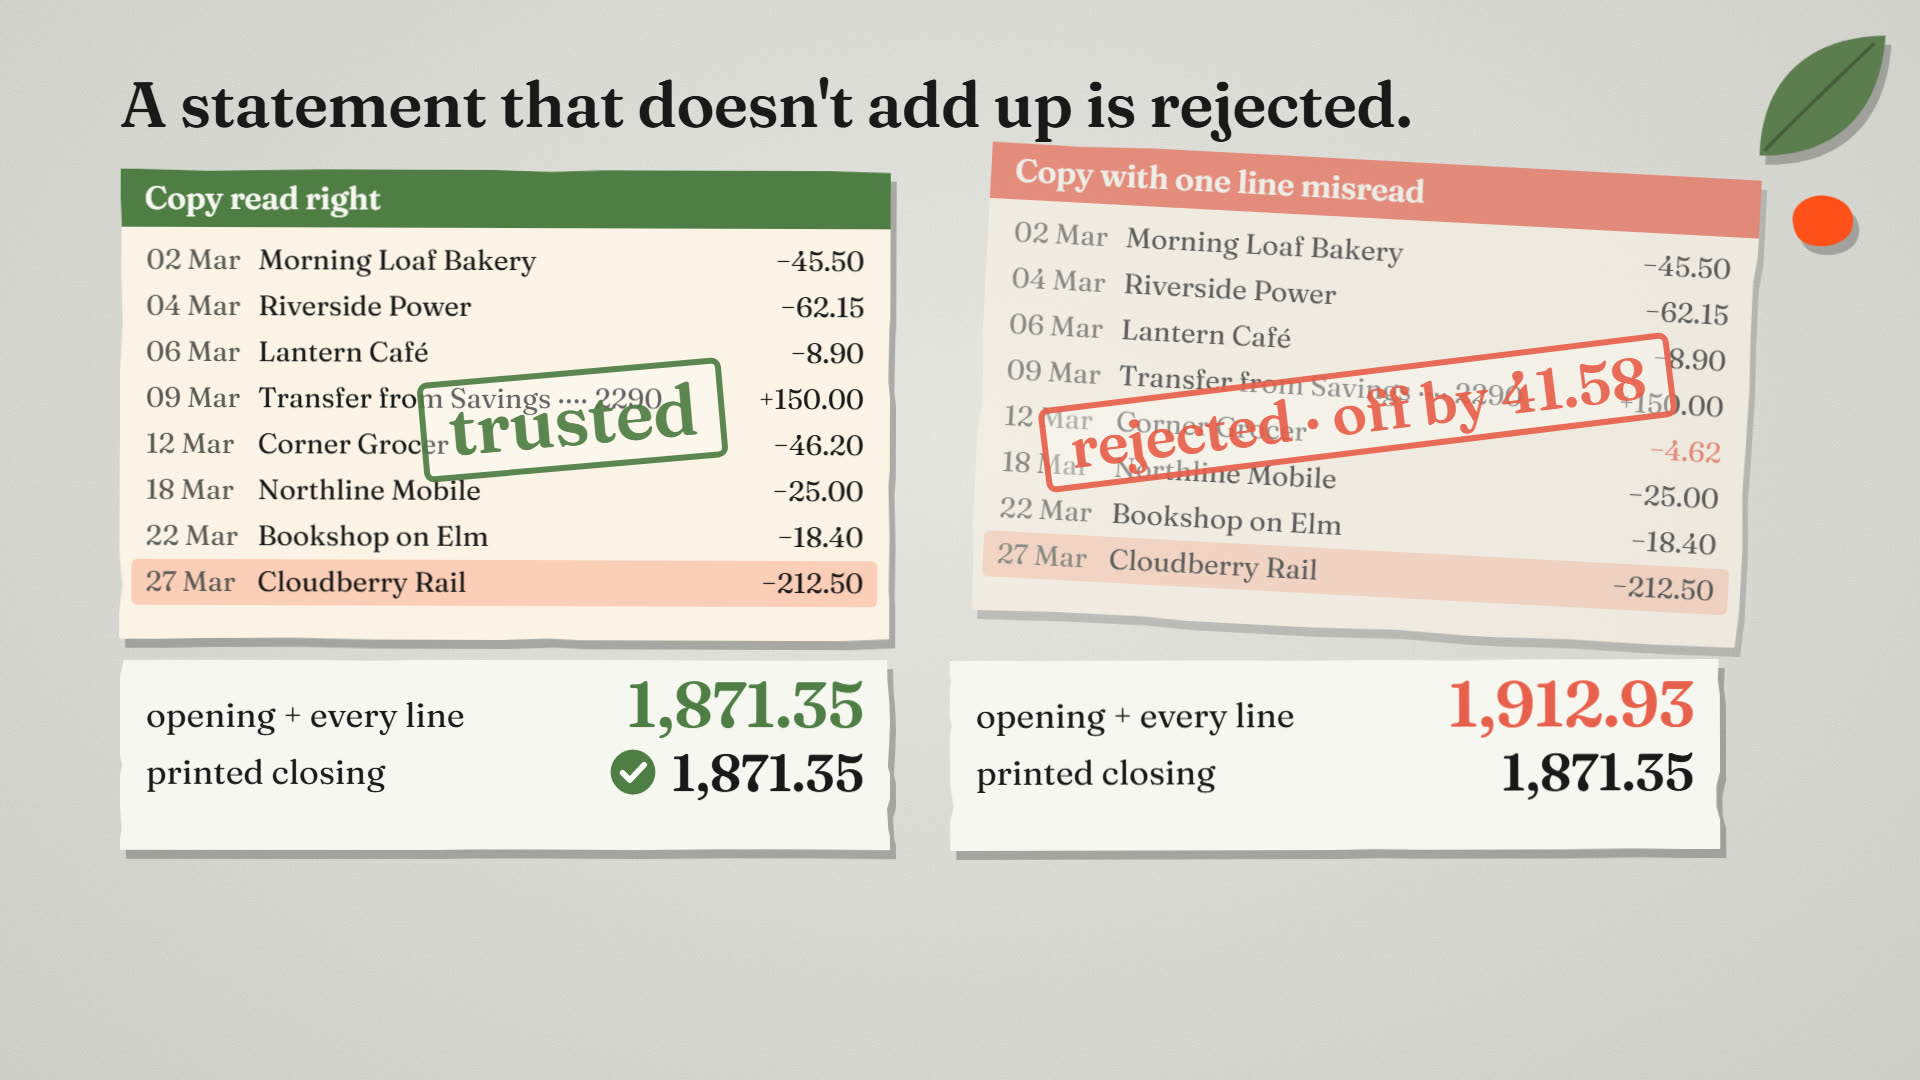 A statement that doesn't add up is rejected.
Copy read right
02 Mar Morning Loaf Bakery −45.50
04 Mar Riverside Power −62.15
06 Mar Lantern Café −8.90
09 Mar Transfer from Savings ···· 2290 +150.00
12 Mar Corner Grocer −46.20
18 Mar Northline Mobile −25.00
22 Mar Bookshop on Elm −18.40
27 Mar Cloudberry Rail −212.50
trusted
opening + every line 1,871.35
printed closing 1,871.35
Copy with one line misread
02 Mar Morning Loaf Bakery −45.50
04 Mar Riverside Power −62.15
06 Mar Lantern Café −8.90
09 Mar Transfer from Savings ···· 2290 +150.00
12 Mar Corner Grocer −4.62
18 Mar Northline Mobile −25.00
22 Mar Bookshop on Elm −18.40
27 Mar Cloudberry Rail −212.50
rejected · off by 41.58
opening + every line 1,912.93
printed closing 1,871.35